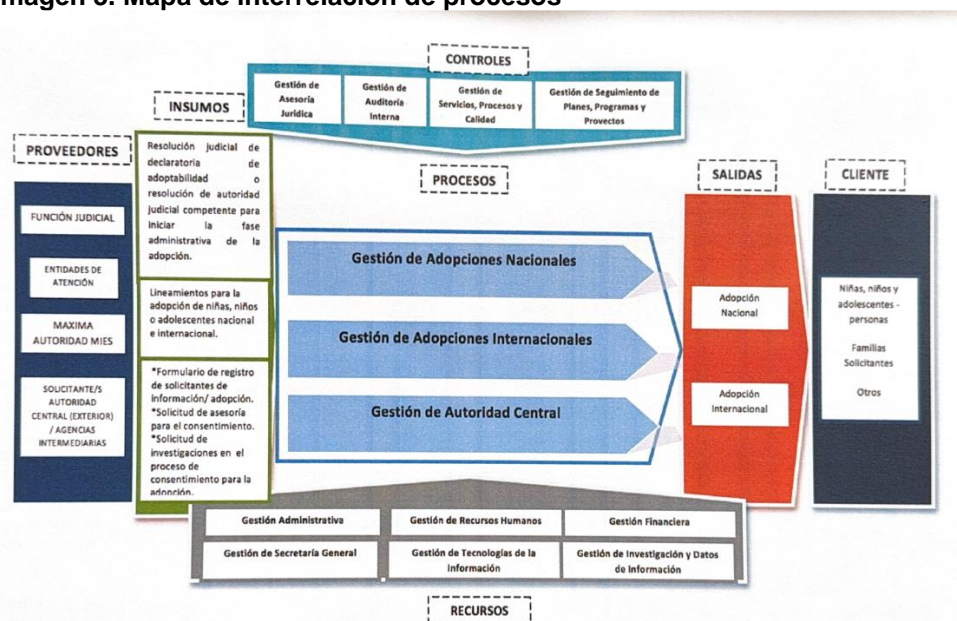 Imagen 6. Mapa de interrelación de procesos
CONTROLES
Gestión de
Asesoría
Jurídica
Gestión de
Auditoría
Interna
Gestión de
Servicios, Procesos y
Calidad
Gestión de Seguimiento de
Planes, Programas y
Proyectos
INSUMOS
Resolución judicial de
declaratoria de
adoptabilidad o
resolución de autoridad
judicial competente para
iniciar la fase
administrativa de la
adopción.
Lineamientos para la
adopción de niñas, niños
o adolescentes nacional
e internacional.
*Formulario de registro
de solicitantes de
información/ adopción.
*Solicitud de asesoría
para el consentimiento.
*Solicitud de
investigaciones en el
proceso de
consentimiento para la
adopción.
PROVEEDORES
FUNCIÓN JUDICIAL
ENTIDADES DE
ATENCIÓN
MAXIMA
AUTORIDAD MIES
SOLICITANTE/S
AUTORIDAD
CENTRAL (EXTERIOR)
/ AGENCIAS
INTERMEDIARIAS
PROCESOS
Gestión de Adopciones Nacionales
Gestión de Adopciones Internacionales
Gestión de Autoridad Central
SALIDAS
Adopción
Nacional
Adopción
Internacional
CLIENTE
Niñas, niños y
adolescentes -
personas
Familias
Solicitantes
Otros
Gestión Administrativa
Gestión de Recursos Humanos
Gestión Financiera
Gestión de Secretaría General
Gestión de Tecnologías de la
Información
Gestión de Investigación y Datos
de Información
RECURSOS